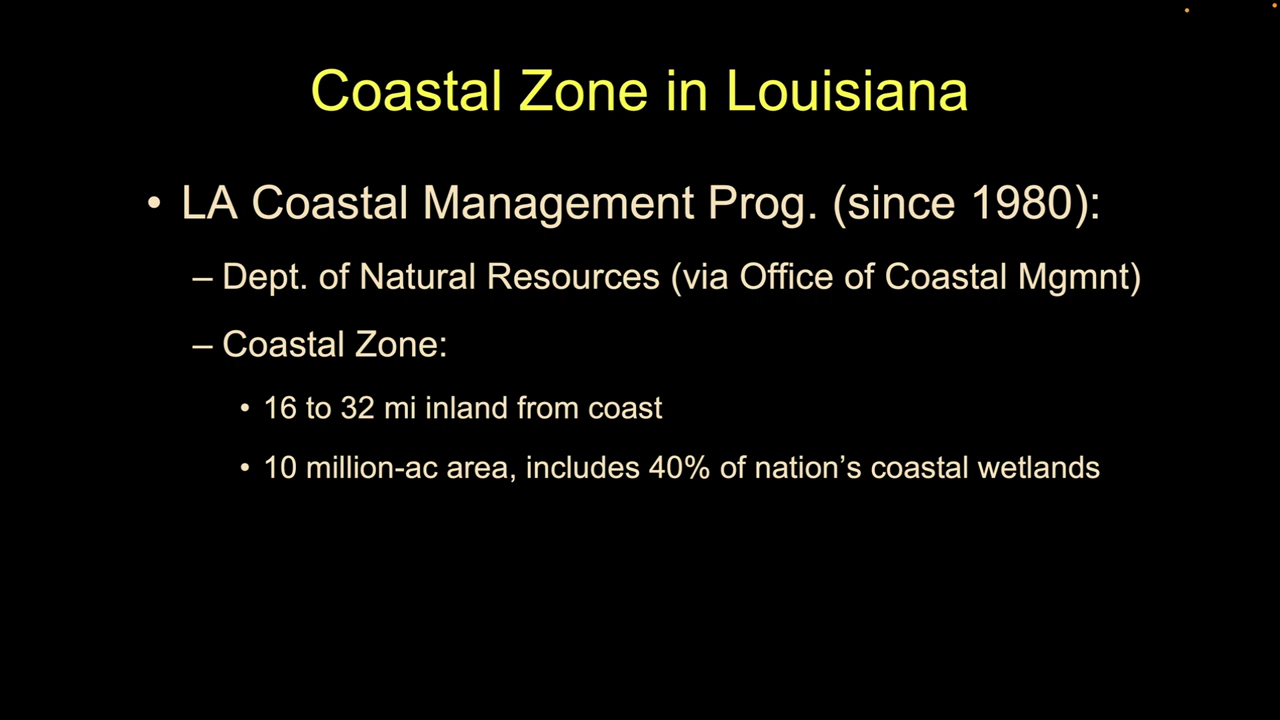 Coastal Zone in Louisiana
• LA Coastal Management Prog. (since 1980):
– Dept. of Natural Resources (via Office of Coastal Mgmnt)
– Coastal Zone:
• 16 to 32 mi inland from coast
• 10 million-ac area, includes 40% of nation’s coastal wetlands